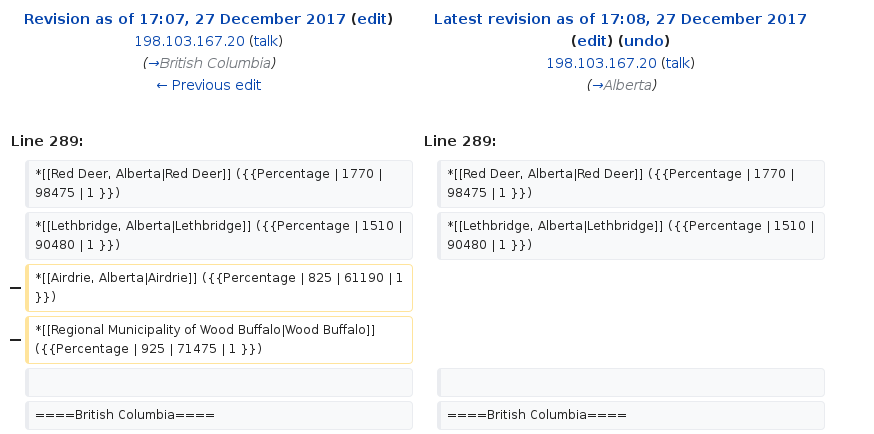 Revision as of 17:07, 27 December 2017 (edit)
198.103.167.20 (talk)
(→British Columbia)
← Previous edit
Latest revision as of 17:08, 27 December 2017
(edit) (undo)
198.103.167.20 (talk)
(→Alberta)
Line 289:
Line 289:
*[[Red Deer, Alberta|Red Deer]] ({{Percentage | 1770 |
98475 | 1 }})
*[[Red Deer, Alberta|Red Deer]] ({{Percentage | 1770 |
98475 | 1 }})
*[[Lethbridge, Alberta|Lethbridge]] ({{Percentage | 1510 |
90480 | 1 }})
*[[Lethbridge, Alberta|Lethbridge]] ({{Percentage | 1510 |
90480 | 1 }})
− *[[Airdrie, Alberta|Airdrie]] ({{Percentage | 825 | 61190 | 1
}})
− *[[Regional Municipality of Wood Buffalo|Wood Buffalo]]
({{Percentage | 925 | 71475 | 1 }})
====British Columbia====
====British Columbia====